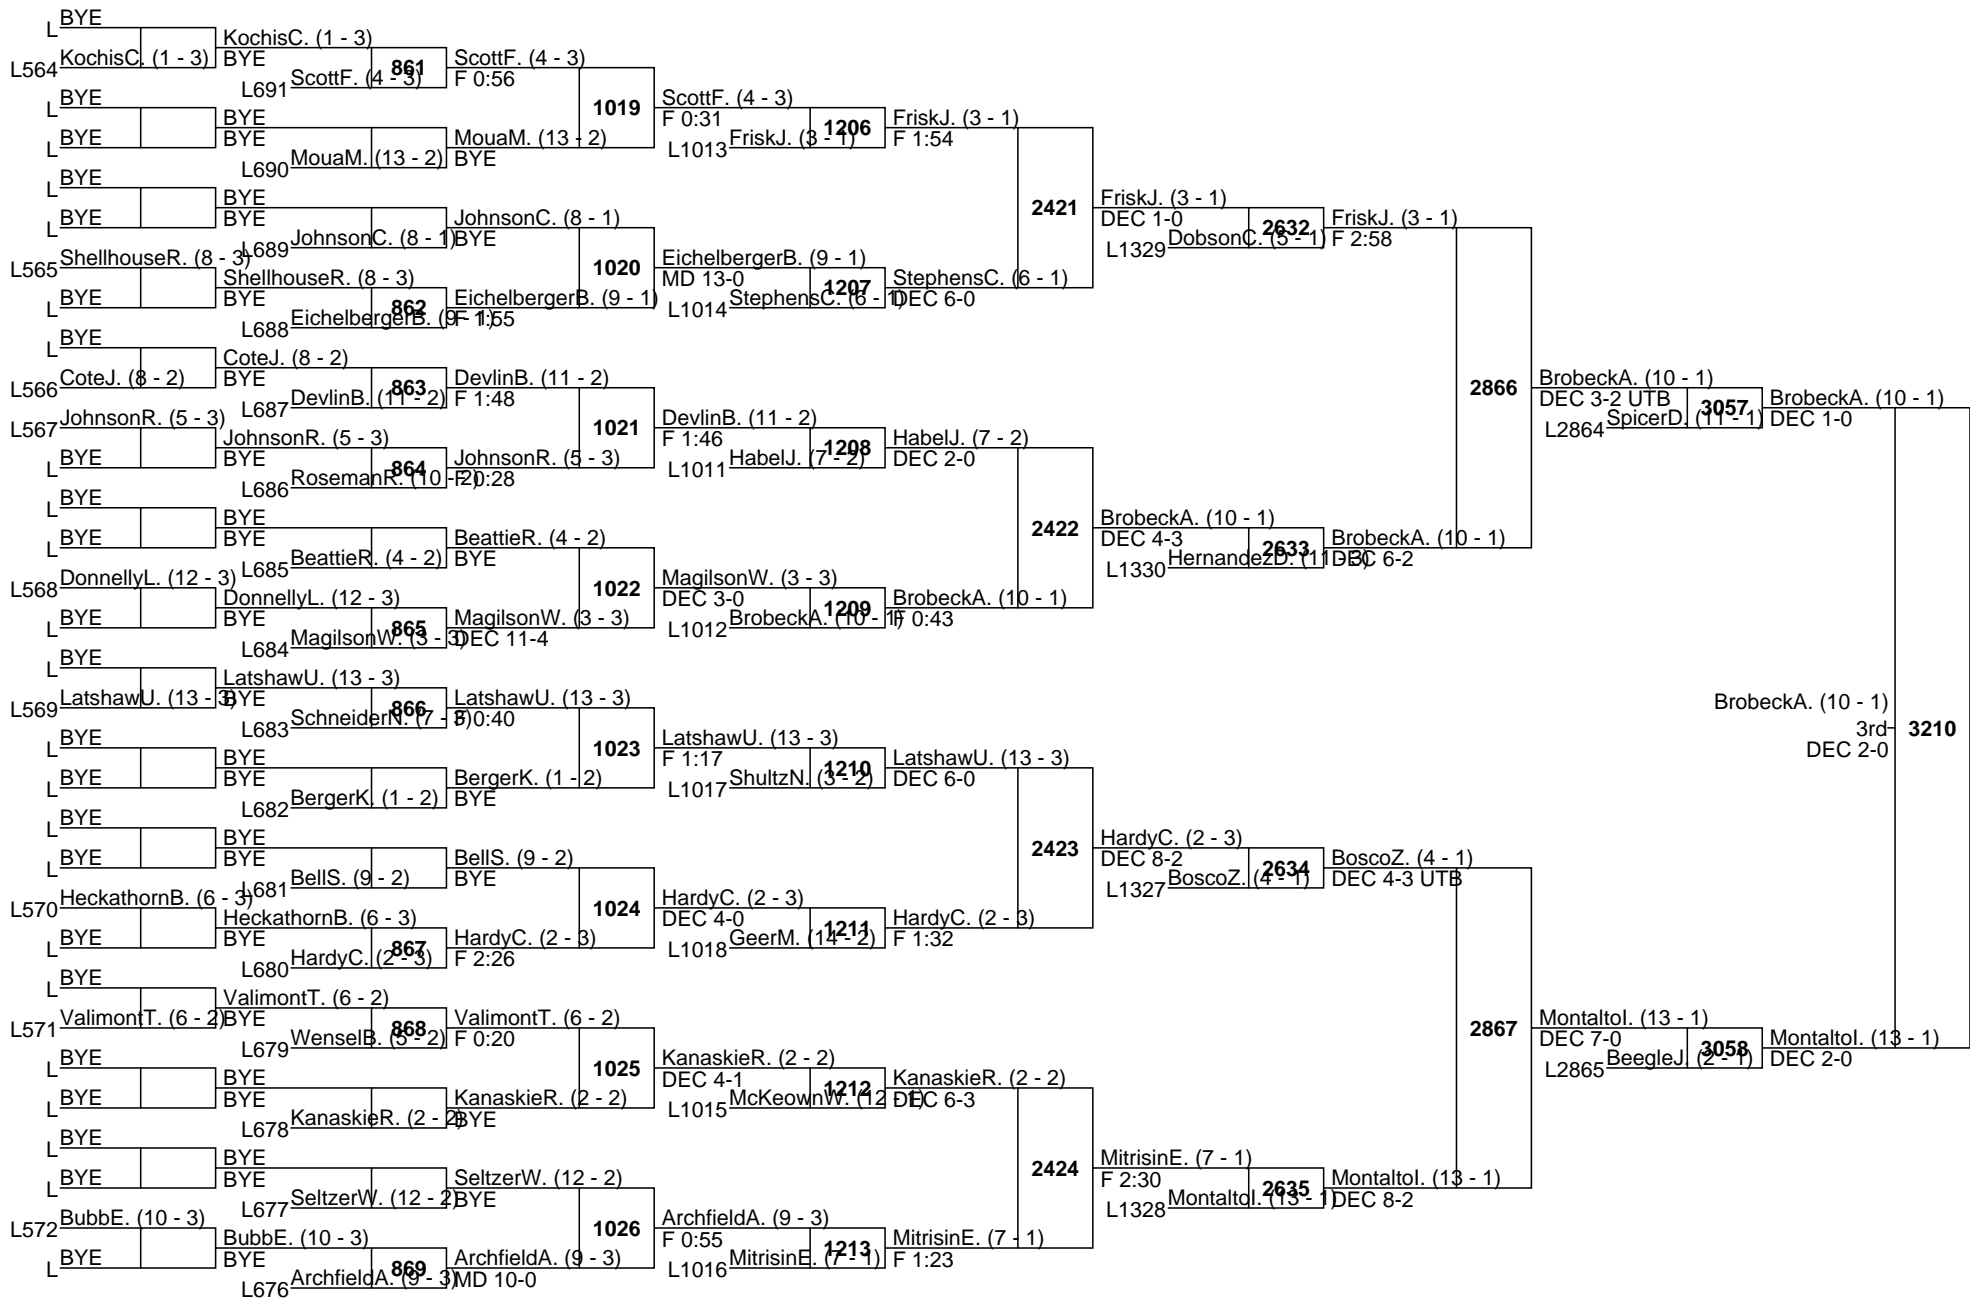 BYE
L
KochisC. (1 - 3)
L564
KochisC. (1 - 3)
BYE
861
ScottF. (4 - 3)
L691
ScottF. (4 - 3)
F 0:56
BYE
L
BYE
L
BYE
BYE
MouaM. (13 - 2)
L690
MouaM. (13 - 2)
BYE
1019
ScottF. (4 - 3)
F 0:31
1206
FriskJ. (3 - 1)
L1013
FriskJ. (3 - 1)
F 1:54
BYE
L
BYE
L
BYE
BYE
JohnsonC. (8 - 1)
L689
JohnsonC. (8 - 1)
BYE
ShellhouseR. (8 - 3)
L565
BYE
L
ShellhouseR. (8 - 3)
BYE
862
EichelbergerB. (9 - 1)
L688
EichelbergerB. (9 - 1)
F 1:55
1020
EichelbergerB. (9 - 1)
MD 13-0
1207
StephensC. (6 - 1)
L1014
StephensC. (6 - 1)
DEC 6-0
2421
FriskJ. (3 - 1)
DEC 1-0
2632
DobsonC. (5 - 1)
L1329
FriskJ. (3 - 1)
F 2:58
BYE
L
CoteJ. (8 - 2)
L566
CoteJ. (8 - 2)
BYE
863
DevlinB. (11 - 2)
L687
DevlinB. (11 - 2)
F 1:48
JohnsonR. (5 - 3)
L567
BYE
L
JohnsonR. (5 - 3)
BYE
864
RosemanR. (10 - 2)
L686
JohnsonR. (5 - 3)
F 0:28
1021
DevlinB. (11 - 2)
F 1:46
1208
HabelJ. (7 - 2)
L1011
HabelJ. (7 - 2)
DEC 2-0
BYE
L
BYE
L
BYE
BYE
BeattieR. (4 - 2)
L685
BeattieR. (4 - 2)
BYE
DonnellyL. (12 - 3)
L568
BYE
L
DonnellyL. (12 - 3)
BYE
865
MagilsonW. (3 - 3)
L684
MagilsonW. (3 - 3)
DEC 11-4
1022
MagilsonW. (3 - 3)
DEC 3-0
1209
BrobeckA. (10 - 1)
L1012
BrobeckA. (10 - 1)
F 0:43
2422
BrobeckA. (10 - 1)
DEC 4-3
2633
HernandezD. (11 - 3)
L1330
BrobeckA. (10 - 1)
DEC 6-2
2866
BrobeckA. (10 - 1)
DEC 3-2 UTB
3057
SpicerD. (11 - 1)
L2864
BrobeckA. (10 - 1)
DEC 1-0
BYE
L
LatshawU. (13 - 3)
L569
LatshawU. (13 - 3)
BYE
866
SchneiderN. (7 - 3)
L683
LatshawU. (13 - 3)
F 0:40
BYE
L
BYE
L
BYE
BYE
BergerK. (1 - 2)
L682
BergerK. (1 - 2)
BYE
1023
LatshawU. (13 - 3)
F 1:17
1210
ShultzN. (3 - 2)
L1017
LatshawU. (13 - 3)
DEC 6-0
BYE
L
BYE
L
BYE
BYE
BellS. (9 - 2)
L681
BellS. (9 - 2)
BYE
HeckathornB. (6 - 3)
L570
BYE
L
HeckathornB. (6 - 3)
BYE
867
HardyC. (2 - 3)
L680
HardyC. (2 - 3)
F 2:26
1024
HardyC. (2 - 3)
DEC 4-0
1211
GeerM. (14 - 2)
L1018
HardyC. (2 - 3)
F 1:32
2423
HardyC. (2 - 3)
DEC 8-2
2634
BoscoZ. (4 - 1)
L1327
BoscoZ. (4 - 1)
DEC 4-3 UTB
BYE
L
ValimontT. (6 - 2)
L571
ValimontT. (6 - 2)
BYE
868
WenselB. (5 - 2)
L679
ValimontT. (6 - 2)
F 0:20
BYE
L
BYE
L
BYE
BYE
KanaskieR. (2 - 2)
L678
KanaskieR. (2 - 2)
BYE
1025
KanaskieR. (2 - 2)
DEC 4-1
1212
McKeownW. (12 - 1)
L1015
KanaskieR. (2 - 2)
DEC 6-3
BYE
L
BYE
L
BYE
BYE
SeltzerW. (12 - 2)
L677
SeltzerW. (12 - 2)
BYE
BubbE. (10 - 3)
L572
BYE
L
BubbE. (10 - 3)
BYE
869
ArchfieldA. (9 - 3)
L676
ArchfieldA. (9 - 3)
MD 10-0
1026
ArchfieldA. (9 - 3)
F 0:55
1213
MitrisinE. (7 - 1)
L1016
MitrisinE. (7 - 1)
F 1:23
2424
MitrisinE. (7 - 1)
F 2:30
2635
MontaltoI. (13 - 1)
L1328
MontaltoI. (13 - 1)
DEC 8-2
2867
MontaltoI. (13 - 1)
DEC 7-0
3058
BeegleJ. (2 - 1)
L2865
MontaltoI. (13 - 1)
DEC 2-0
BrobeckA. (10 - 1)
3rd
DEC 2-0
3210